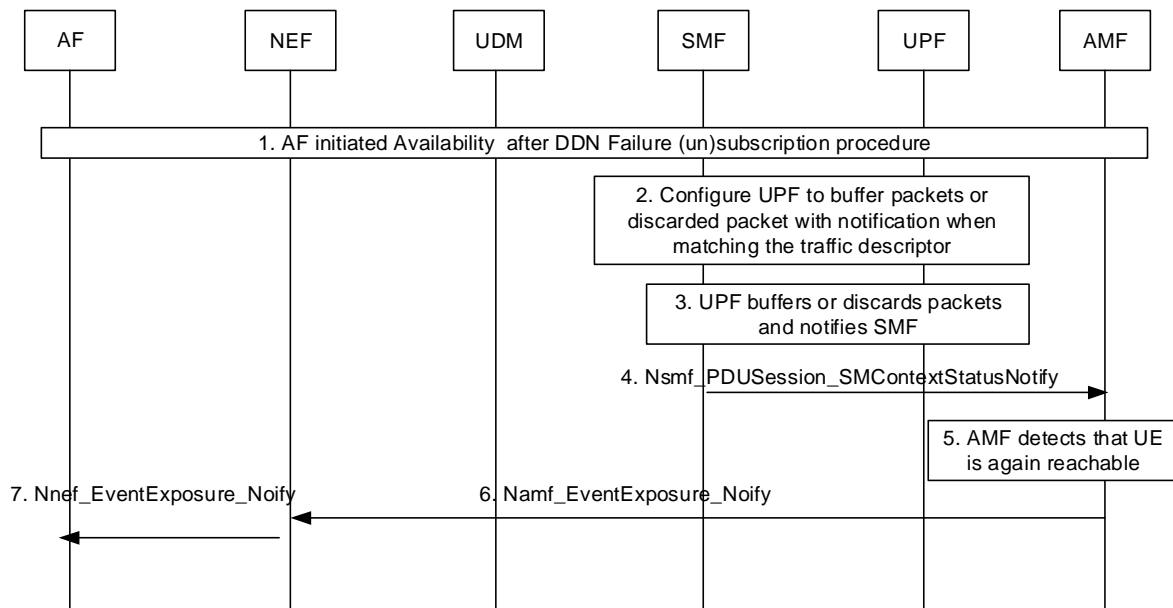 AF
NEF
UDM
SMF
UPF
AMF
1. AF initiated Availability  after DDN Failure (un)subscription procedure
2. Configure UPF to buffer packets or
discarded packet with notification when
matching the traffic descriptor
3. UPF buffers or discards packets
and notifies SMF
4. Nsmf_PDUSession_SMContextStatusNotify
5. AMF detects that UE
is again reachable
7. Nnef_EventExposure_Noify
6. Namf_EventExposure_Noify